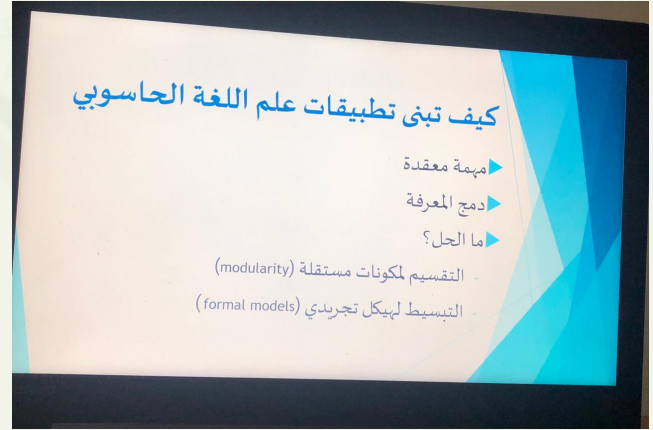 كيف تبنى تطبيقات علم اللغة الحاسوبي
مهمة معقدة
دمج المعرفة
ما الحل؟
- التقسيم لمكونات مستقلة (modularity)
- التبسيط لهيكل تجريدي (formal models)